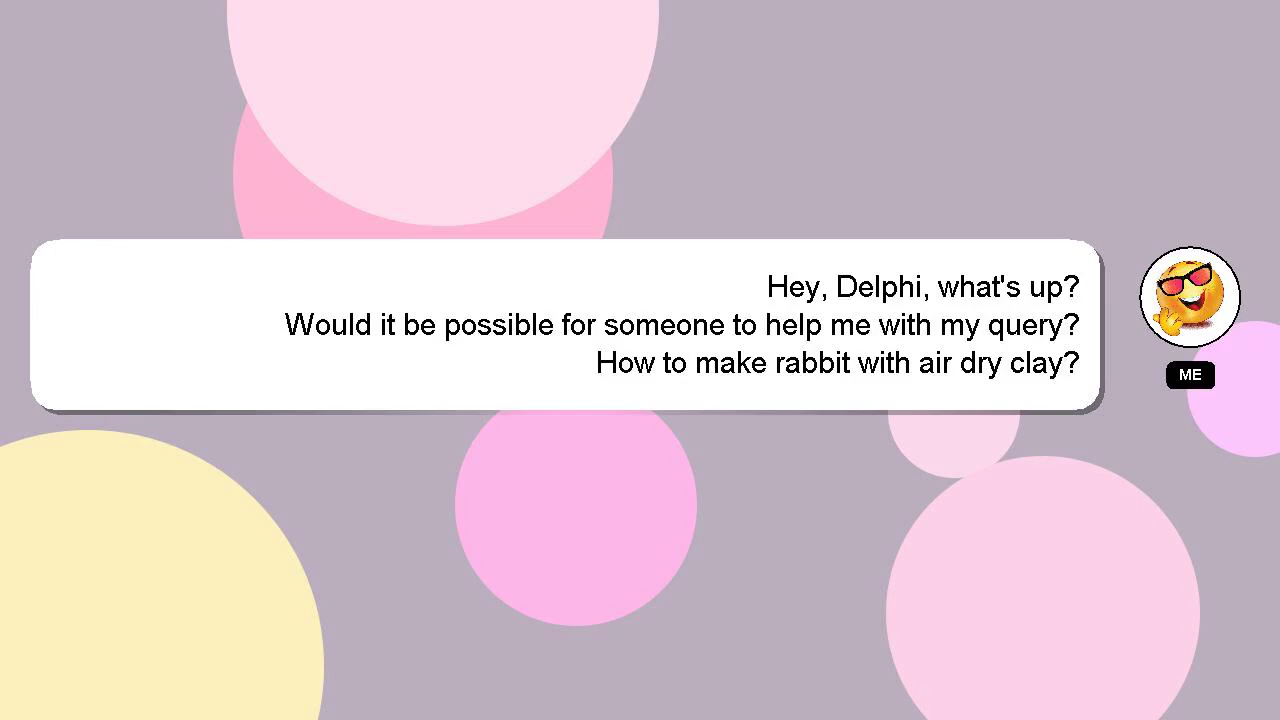 Hey, Delphi, what's up?
Would it be possible for someone to help me with my query?
How to make rabbit with air dry clay?
ME